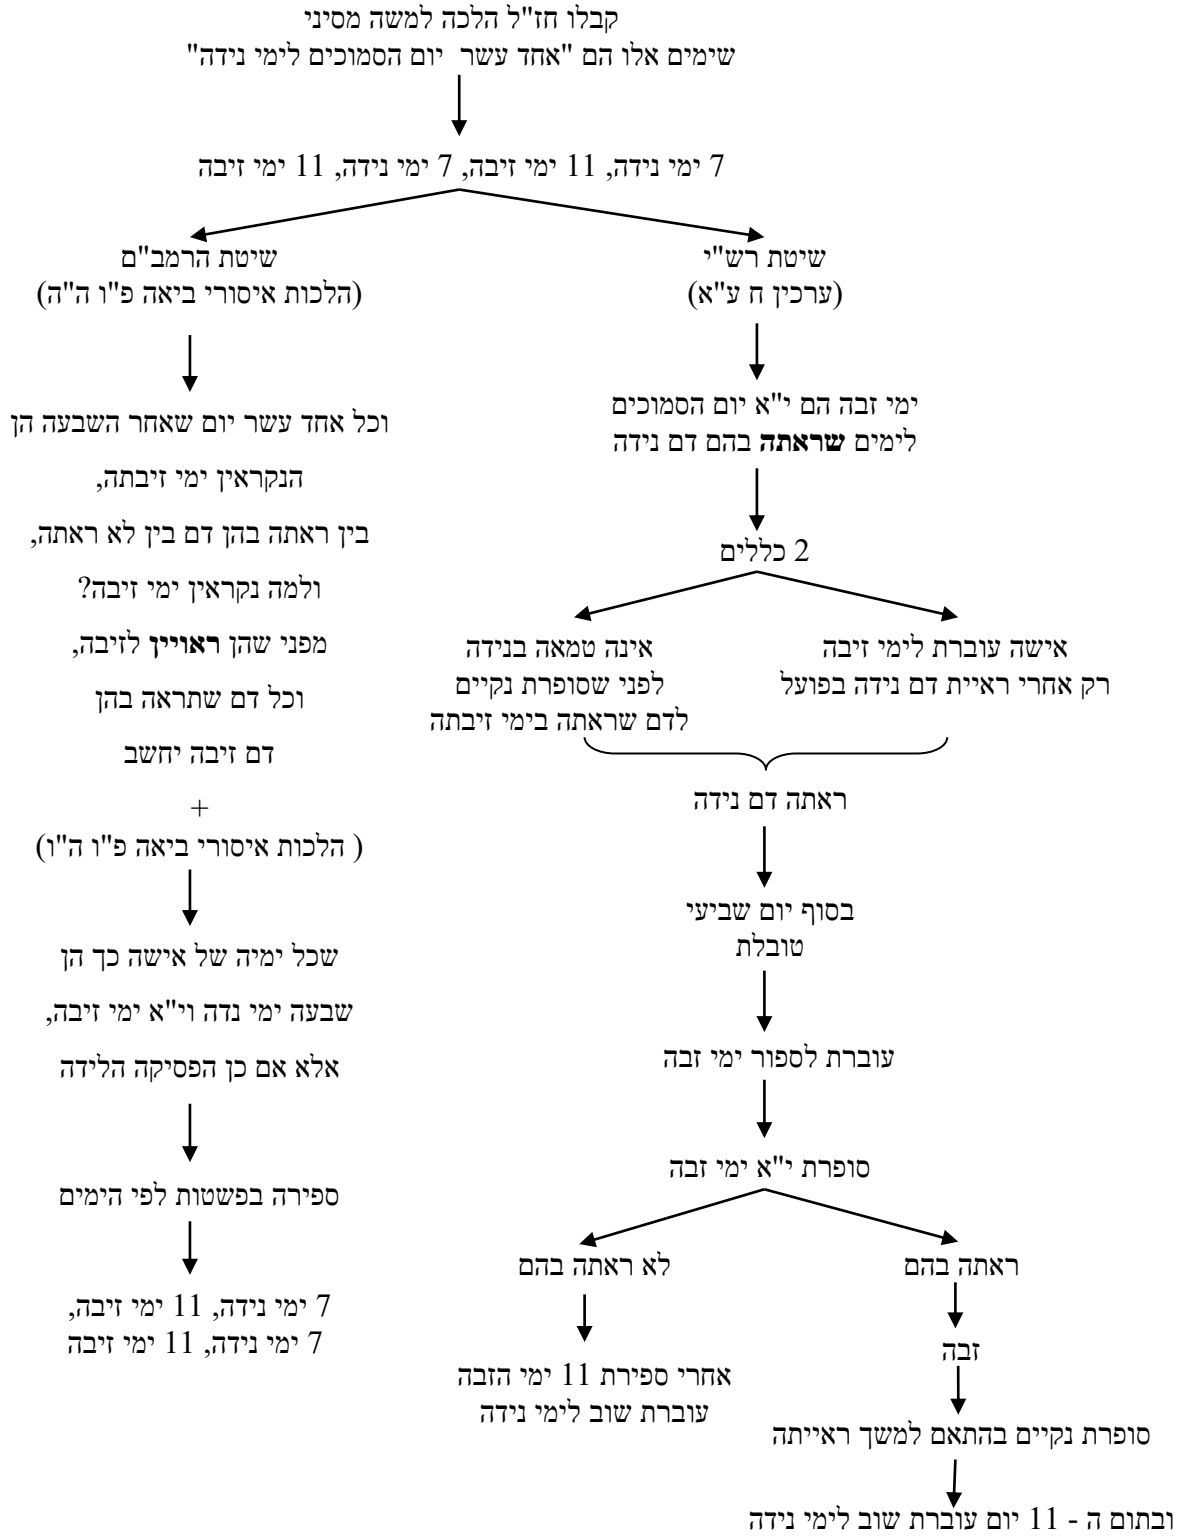 קבלו חז"ל הלכה למשה מסיני
שימים אלו הם "אחד עשר יום הסמוכים לימי נידה"
7 ימי נידה, 11 ימי זיבה, 7 ימי נידה, 11 ימי זיבה
שיטת רש"י
(ערכין ח ע"א)
ימי זבה הם י"א יום הסמוכים
לימים שראתה בהם דם נידה
2 כללים
אישה עוברת לימי זיבה
רק אחרי ראיית דם נידה בפועל
אינה טמאה בנידה
לפני שסופרת נקיים
לדם שראתה בימי זיבתה
ראתה דם נידה
בסוף יום שביעי
טובלת
עוברת לספור ימי זבה
סופרת י"א ימי זבה
ראתה בהם
זבה
סופרת נקיים בהתאם למשך ראייתה
ובתום ה - 11 יום עוברת שוב לימי נידה
לא ראתה בהם
אחרי ספירת 11 ימי הזבה
עוברת שוב לימי נידה
שיטת הרמב"ם
(הלכות איסורי ביאה פ"ו ה"ה)
וכל אחד עשר יום שאחר השבעה הן
הנקראין ימי זיבתה,
בין ראתה בהן דם בין לא ראתה,
ולמה נקראין ימי זיבה?
מפני שהן ראויין לזיבה,
וכל דם שתראה בהן
דם זיבה יחשב
+
( הלכות איסורי ביאה פ"ו ה"ו)
שכל ימיה של אישה כך הן
שבעה ימי נדה וי"א ימי זיבה,
אלא אם כן הפסיקה הלידה
ספירה בפשטות לפי הימים
7 ימי נידה, 11 ימי זיבה,
7 ימי נידה, 11 ימי זיבה